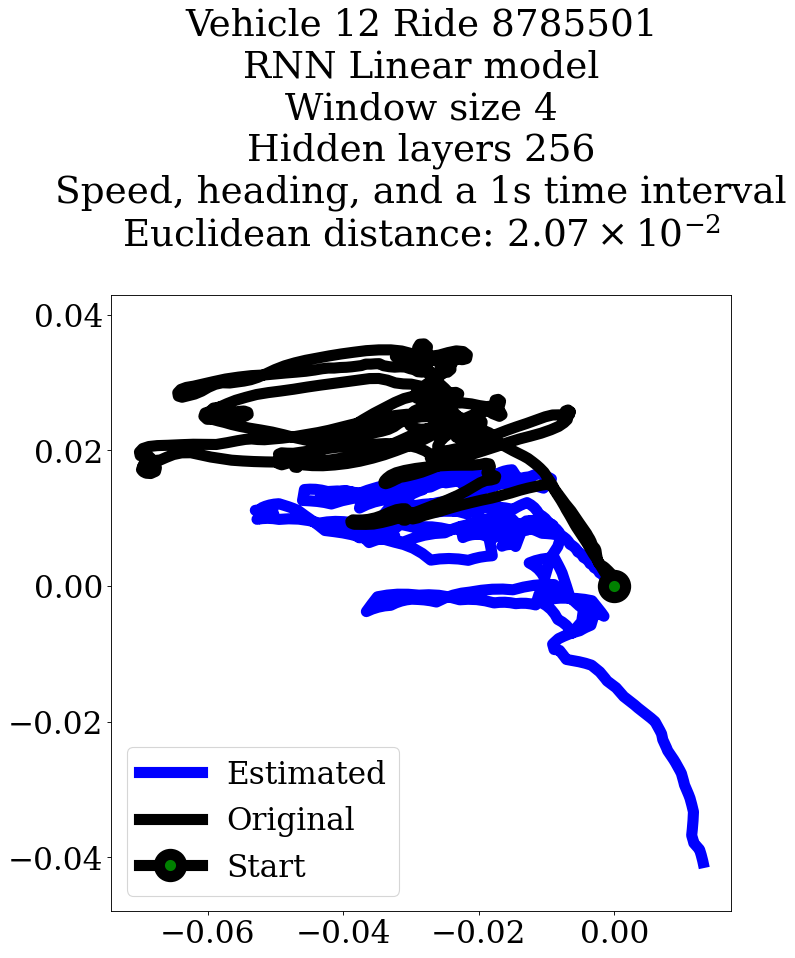 Vehicle 12 Ride 8785501
RNN Linear model
Window size 4
Hidden layers 256
Speed, heading, and a 1s time interval
Euclidean distance: 2.07 × 10⁻²
0.04
0.02
0.00
−0.02
−0.04
Estimated
Original
Start
−0.06 −0.04 −0.02 0.00